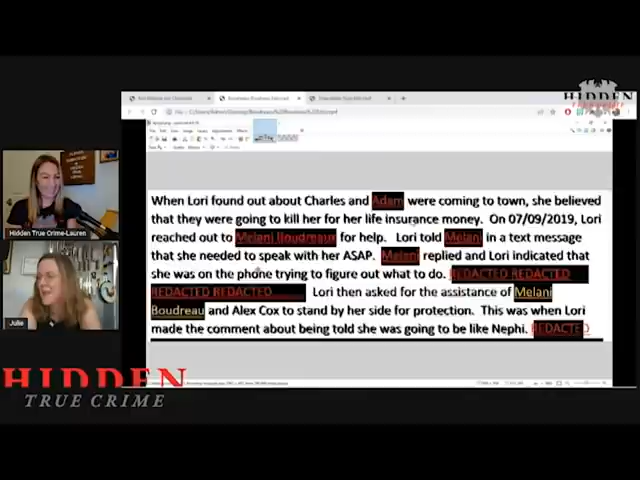 HIDDEN
TRUE CRIME
When Lori found out about Charles and Adam were coming to town, she believed
that they were going to kill her for her life insurance money. On 07/09/2019, Lori
reached out to Melani Boudreaux for help. Lori told Melani in a text message
that she needed to speak with her ASAP. Melani replied and Lori indicated that
she was on the phone trying to figure out what to do. REDACTED REDACTED
REDACTED REDACTED Lori then asked for the assistance of Melani
Boudreau and Alex Cox to stand by her side for protection. This was when Lori
made the comment about being told she was going to be like Nephi. REDACTED
Hidden True Crime-Lauren
Julie
HIDDEN
TRUE CRIME